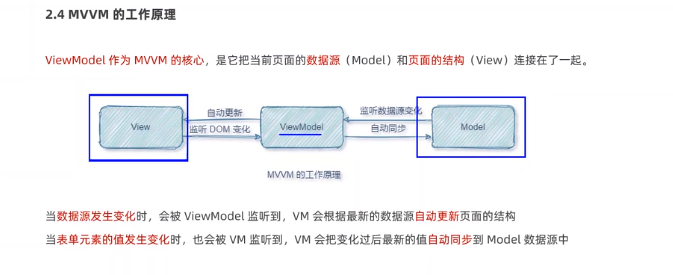 2.4 MVVM 的工作原理
ViewModel 作为 MVVM 的核心，是它把当前页面的数据源（Model）和页面的结构（View）连接在了一起。
自动更新
监听数据源变化
View
监听 DOM 变化
ViewModel
自动同步
Model
MVVM 的工作原理
当数据源发生变化时，会被 ViewModel 监听到，VM 会根据最新的数据源自动更新页面的结构
当表单元素的值发生变化时，也会被 VM 监听到，VM 会把变化过后最新的值自动同步到 Model 数据源中